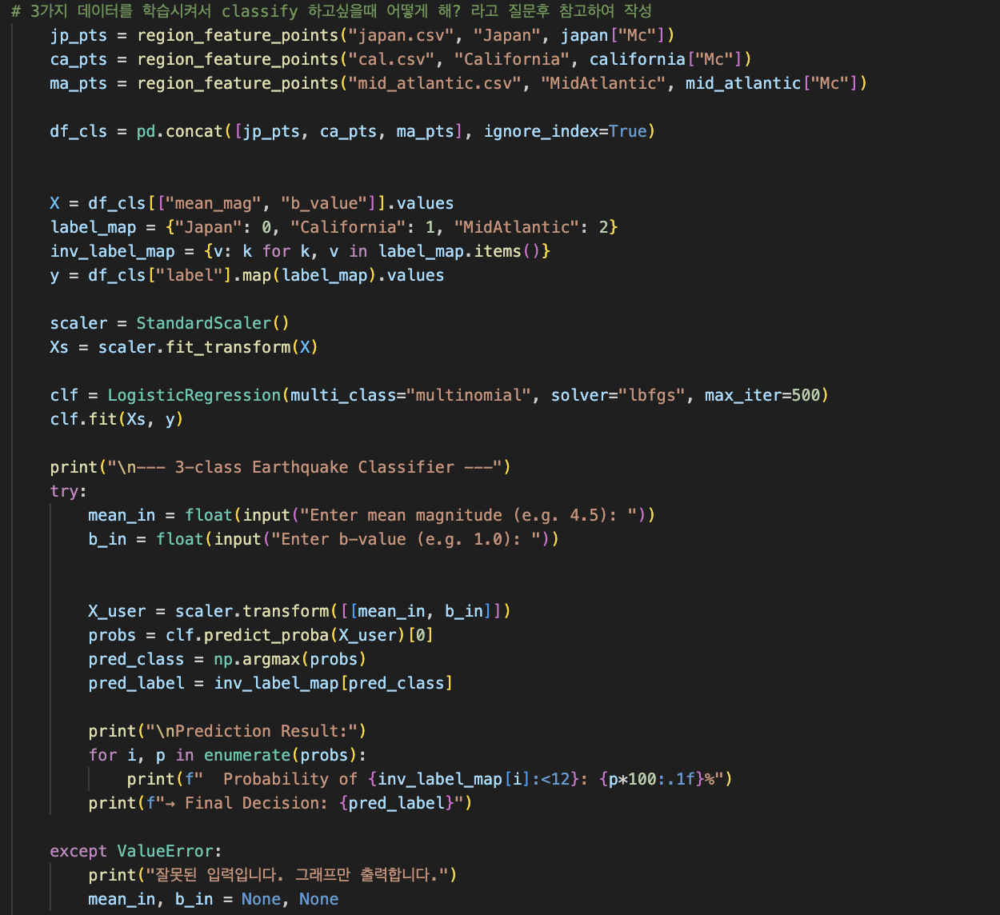 # 3가지 데이터를 학습시켜서 classify 하고싶을때 어떻게 해? 라고 질문후 참고하여 작성
jp_pts = region_feature_points("japan.csv", "Japan", japan["Mc"])
ca_pts = region_feature_points("cal.csv", "California", california["Mc"])
ma_pts = region_feature_points("mid_atlantic.csv", "MidAtlantic", mid_atlantic["Mc"])
df_cls = pd.concat([jp_pts, ca_pts, ma_pts], ignore_index=True)
X = df_cls[["mean_mag", "b_value"]].values
label_map = {"Japan": 0, "California": 1, "MidAtlantic": 2}
inv_label_map = {v: k for k, v in label_map.items()}
y = df_cls["label"].map(label_map).values
scaler = StandardScaler()
Xs = scaler.fit_transform(X)
clf = LogisticRegression(multi_class="multinomial", solver="lbfgs", max_iter=500)
clf.fit(Xs, y)
print("\n--- 3-class Earthquake Classifier ---")
try:
mean_in = float(input("Enter mean magnitude (e.g. 4.5): "))
b_in = float(input("Enter b-value (e.g. 1.0): "))
X_user = scaler.transform([[mean_in, b_in]])
probs = clf.predict_proba(X_user)[0]
pred_class = np.argmax(probs)
pred_label = inv_label_map[pred_class]
print("\nPrediction Result:")
for i, p in enumerate(probs):
print(f"  Probability of {inv_label_map[i]:<12}: {p*100:.1f}%")
print(f"→ Final Decision: {pred_label}")
except ValueError:
print("잘못된 입력입니다. 그래프만 출력합니다.")
mean_in, b_in = None, None